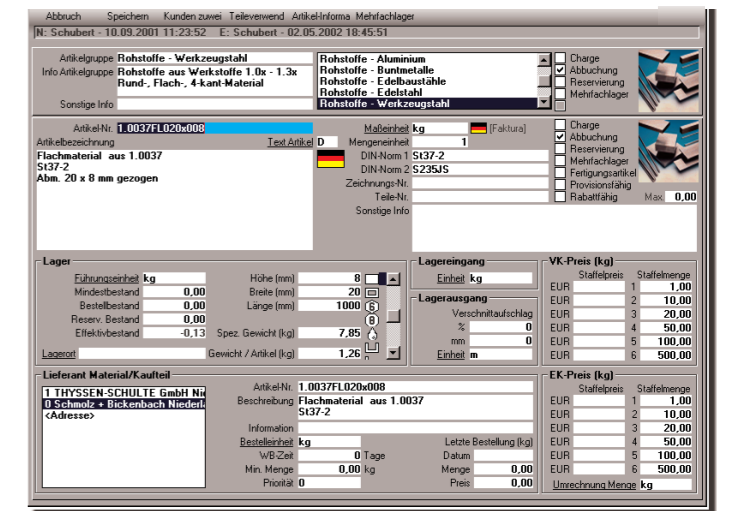 Abbruch Speichern Kunden zuwei Teileverwend Artikel-Informa Mehrfachlager
N: Schubert - 10.09.2001 11:23:52 E: Schubert - 02.05.2002 18:45:51
Artikelgruppe Rohstoffe - Werkzeugstahl
Info Artikelgruppe Rohstoffe aus Werkstoffe 1.0x - 1.3x
Rund-, Flach-, 4-kant-Material
Sonstige Info
Rohstoffe - Aluminium
Rohstoffe - Buntmetalle
Rohstoffe - Edelbaustähle
Rohstoffe - Edelstahl
Rohstoffe - Werkzeugstahl
Charge
Abbuchung
Reservierung
Mehrfachlager
Artikel-Nr. 1.0037FL020x008
Artikelbezeichnung Text Artikel D
Flachmaterial aus 1.0037
St37-2
Abm. 20 x 8 mm gezogen
Maßeinheit kg [Faktura]
Mengeneinheit 1
DIN-Norm 1 St37-2
DIN-Norm 2 S235JS
Zeichnungs-Nr.
Teile-Nr.
Sonstige Info
Charge
Abbuchung
Reservierung
Mehrfachlager
Fertigungsartikel
Provisionsfähig
Rabattfähig Max. 0,00
Lager
Führungseinheit kg
Mindestbestand 0,00
Bestellbestand 0,00
Reserv. Bestand 0,00
Effektivbestand -0,13
Lagerort
Höhe (mm) 8
Breite (mm) 20
Länge (mm) 1000
Spez. Gewicht (kg) 7,85
Gewicht / Artikel (kg) 1,26
6
8
Lagereingang
Einheit kg
Lagerausgang
Verschnittaufschlag
% 0
mm 0
Einheit m
VK-Preis (kg)
Staffelpreis Staffelmenge
EUR 1 1,00
EUR 2 10,00
EUR 3 20,00
EUR 4 50,00
EUR 5 100,00
EUR 6 500,00
Lieferant Material/Kaufteil
1 THYSSEN-SCHULTE GmbH Nie
0 Schmolz + Bickenbach Niederl
<Adresse>
Artikel-Nr. 1.0037FL020x008
Beschreibung Flachmaterial aus 1.0037
St37-2
Information
Bestelleinheit kg
WB-Zeit 0 Tage
Min. Menge 0,00 kg
Priorität 0
Letzte Bestellung (kg)
Datum
Menge 0,00
Preis 0,00
EK-Preis (kg)
Staffelpreis Staffelmenge
EUR 1 1,00
EUR 2 10,00
EUR 3 20,00
EUR 4 50,00
EUR 5 100,00
EUR 6 500,00
Umrechnung Menge kg